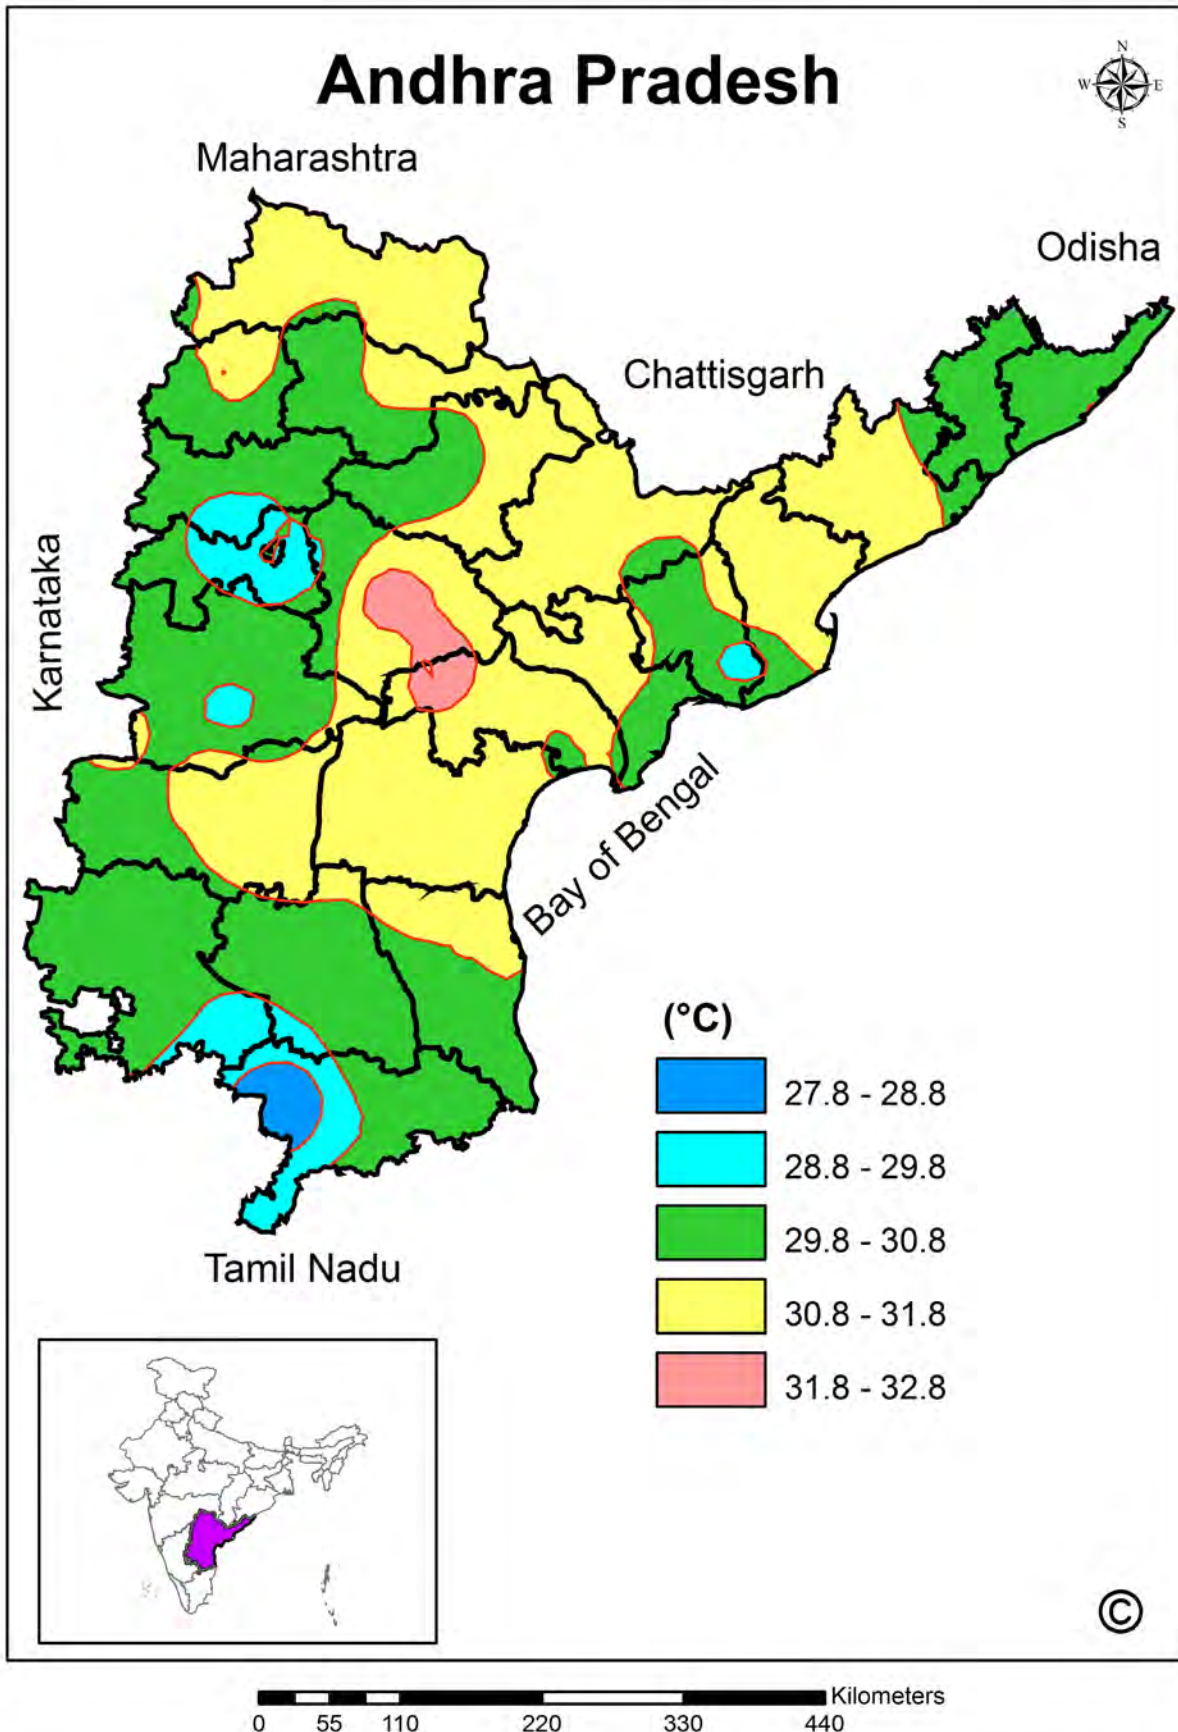 Andhra Pradesh
N
W E
S
Maharashtra
Odisha
Chattisgarh
Karnataka
Bay of Bengal
(°C)
27.8 - 28.8
28.8 - 29.8
29.8 - 30.8
30.8 - 31.8
31.8 - 32.8
Tamil Nadu
©
Kilometers
0 55 110 220 330 440